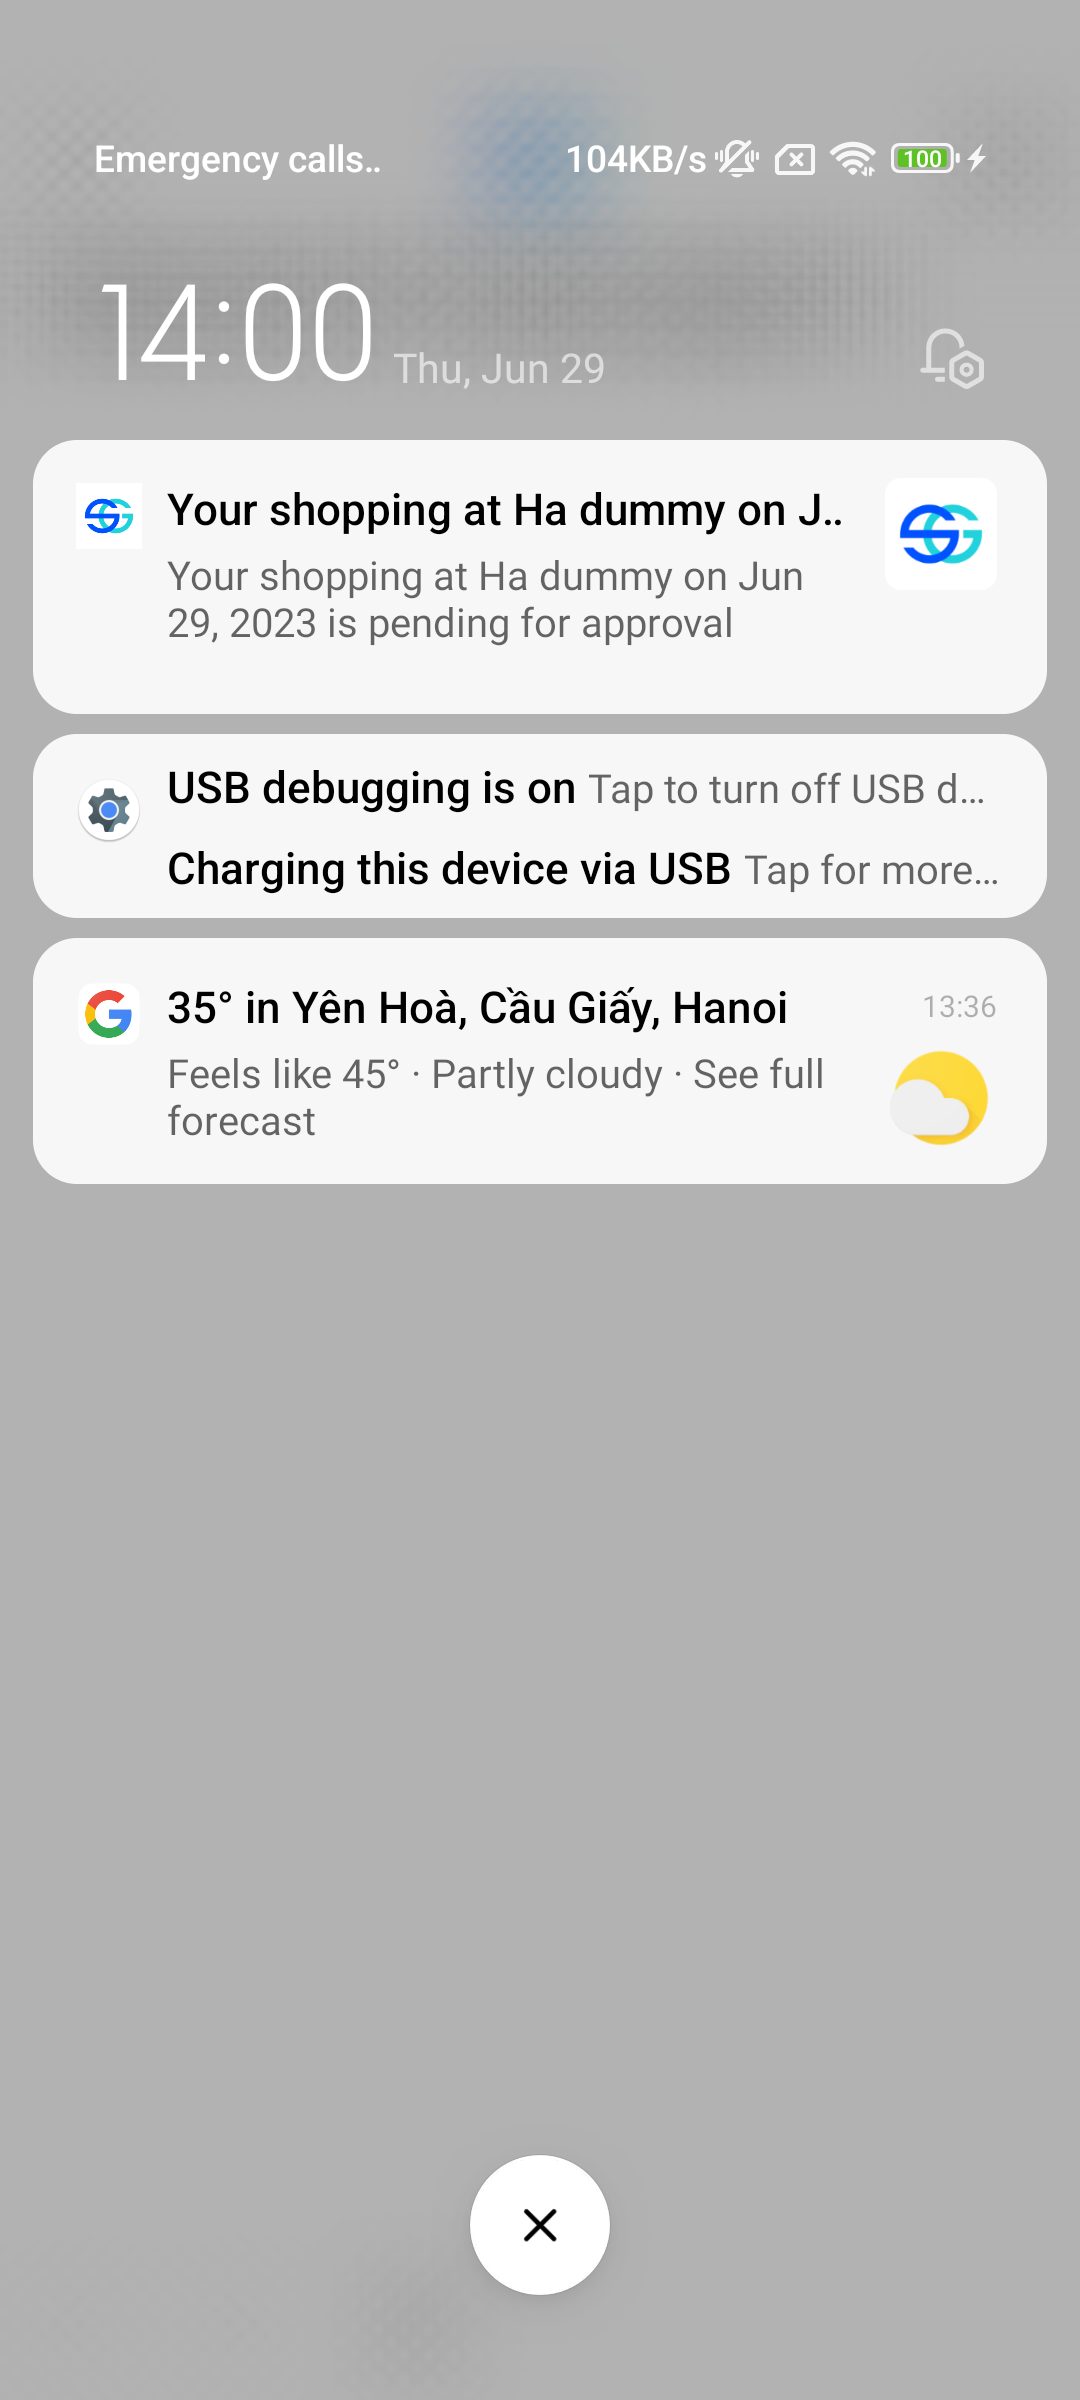 Emergency calls..
104KB/s
100
14:00
Thu, Jun 29
Your shopping at Ha dummy on J..
Your shopping at Ha dummy on Jun
29, 2023 is pending for approval
USB debugging is on Tap to turn off USB d...
Charging this device via USB Tap for more...
35° in Yên Hoà, Cầu Giấy, Hanoi
13:36
Feels like 45° · Partly cloudy · See full
forecast